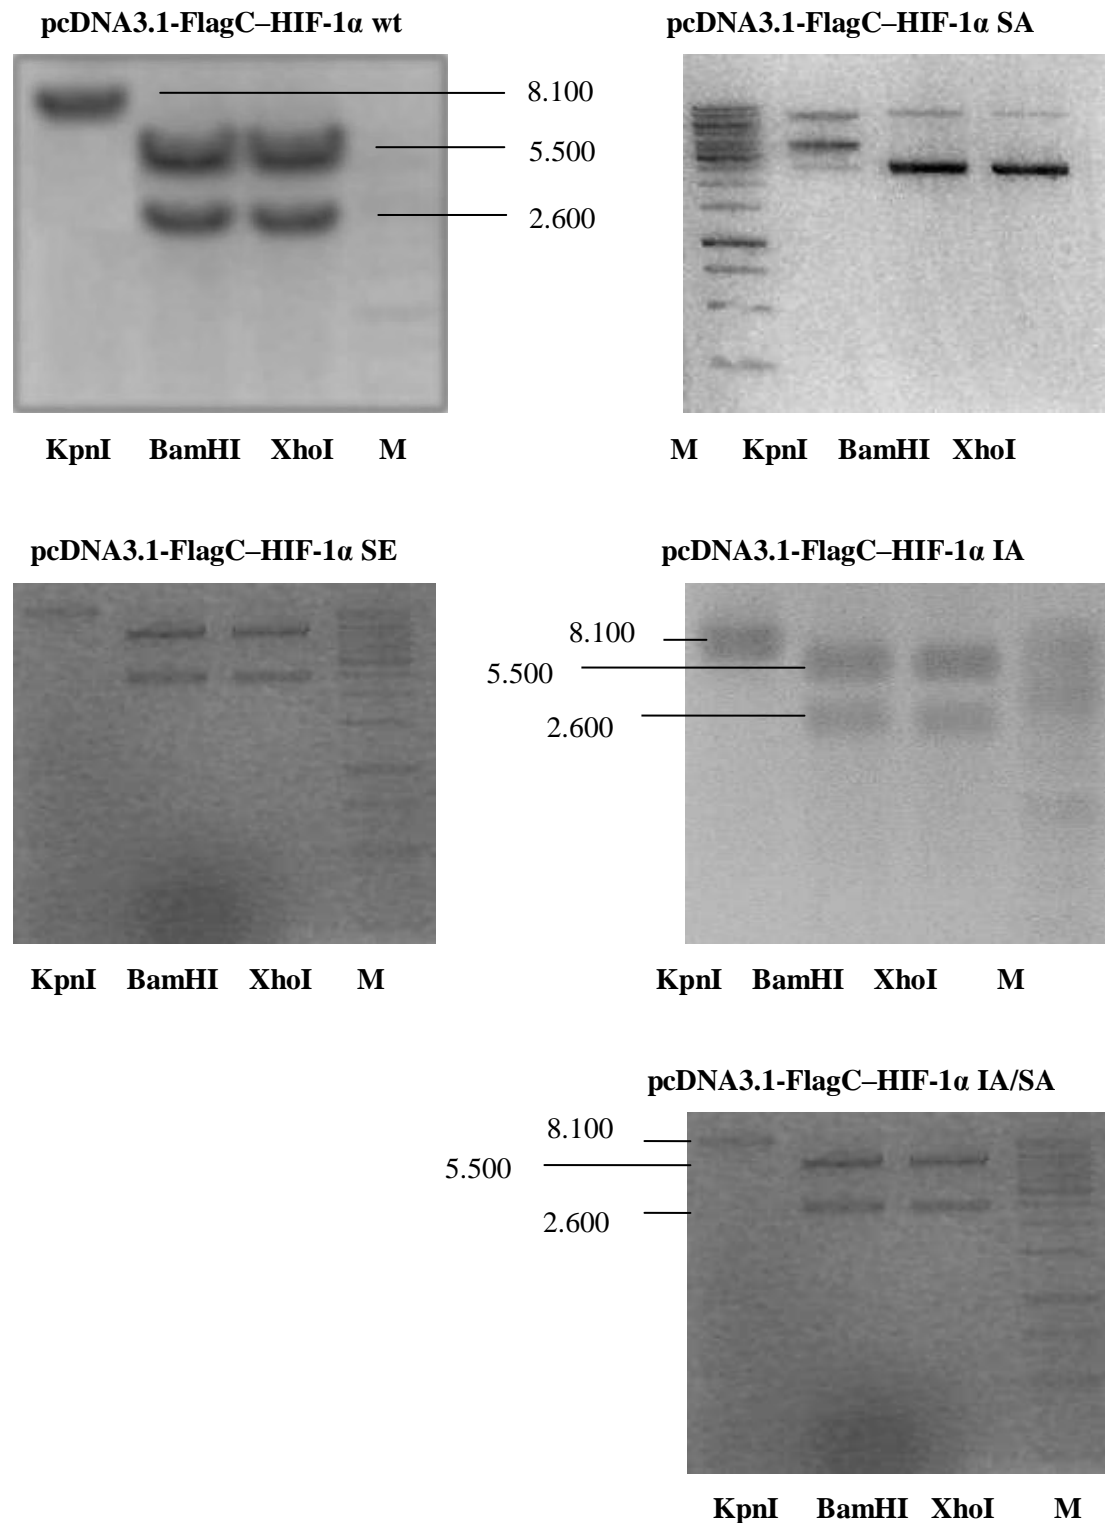 pcDNA3.1-FlagC–HIF-1α wt
pcDNA3.1-FlagC–HIF-1α SA
8.100
5.500
2.600
KpnI BamHI XhoI M
M KpnI BamHI XhoI
pcDNA3.1-FlagC–HIF-1α SE
pcDNA3.1-FlagC–HIF-1α IA
8.100
5.500
2.600
KpnI BamHI XhoI M
KpnI BamHI XhoI M
pcDNA3.1-FlagC–HIF-1α IA/SA
8.100
5.500
2.600
KpnI BamHI XhoI M